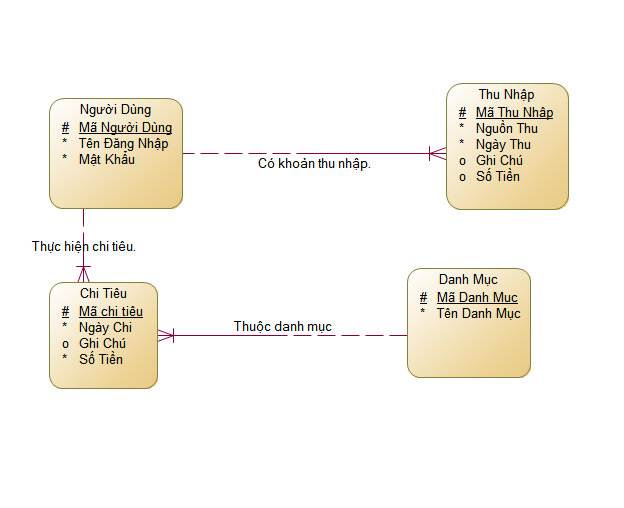 Người Dùng
# Mã Người Dùng
* Tên Đăng Nhập
* Mật Khẩu
Có khoản thu nhập.
Thu Nhập
# Mã Thu Nhập
* Nguồn Thu
* Ngày Thu
o Ghi Chú
o Số Tiền
Thực hiện chi tiêu.
Chi Tiêu
# Mã chi tiêu
* Ngày Chi
o Ghi Chú
* Số Tiền
Thuộc danh mục
Danh Mục
# Mã Danh Mục
* Tên Danh Mục